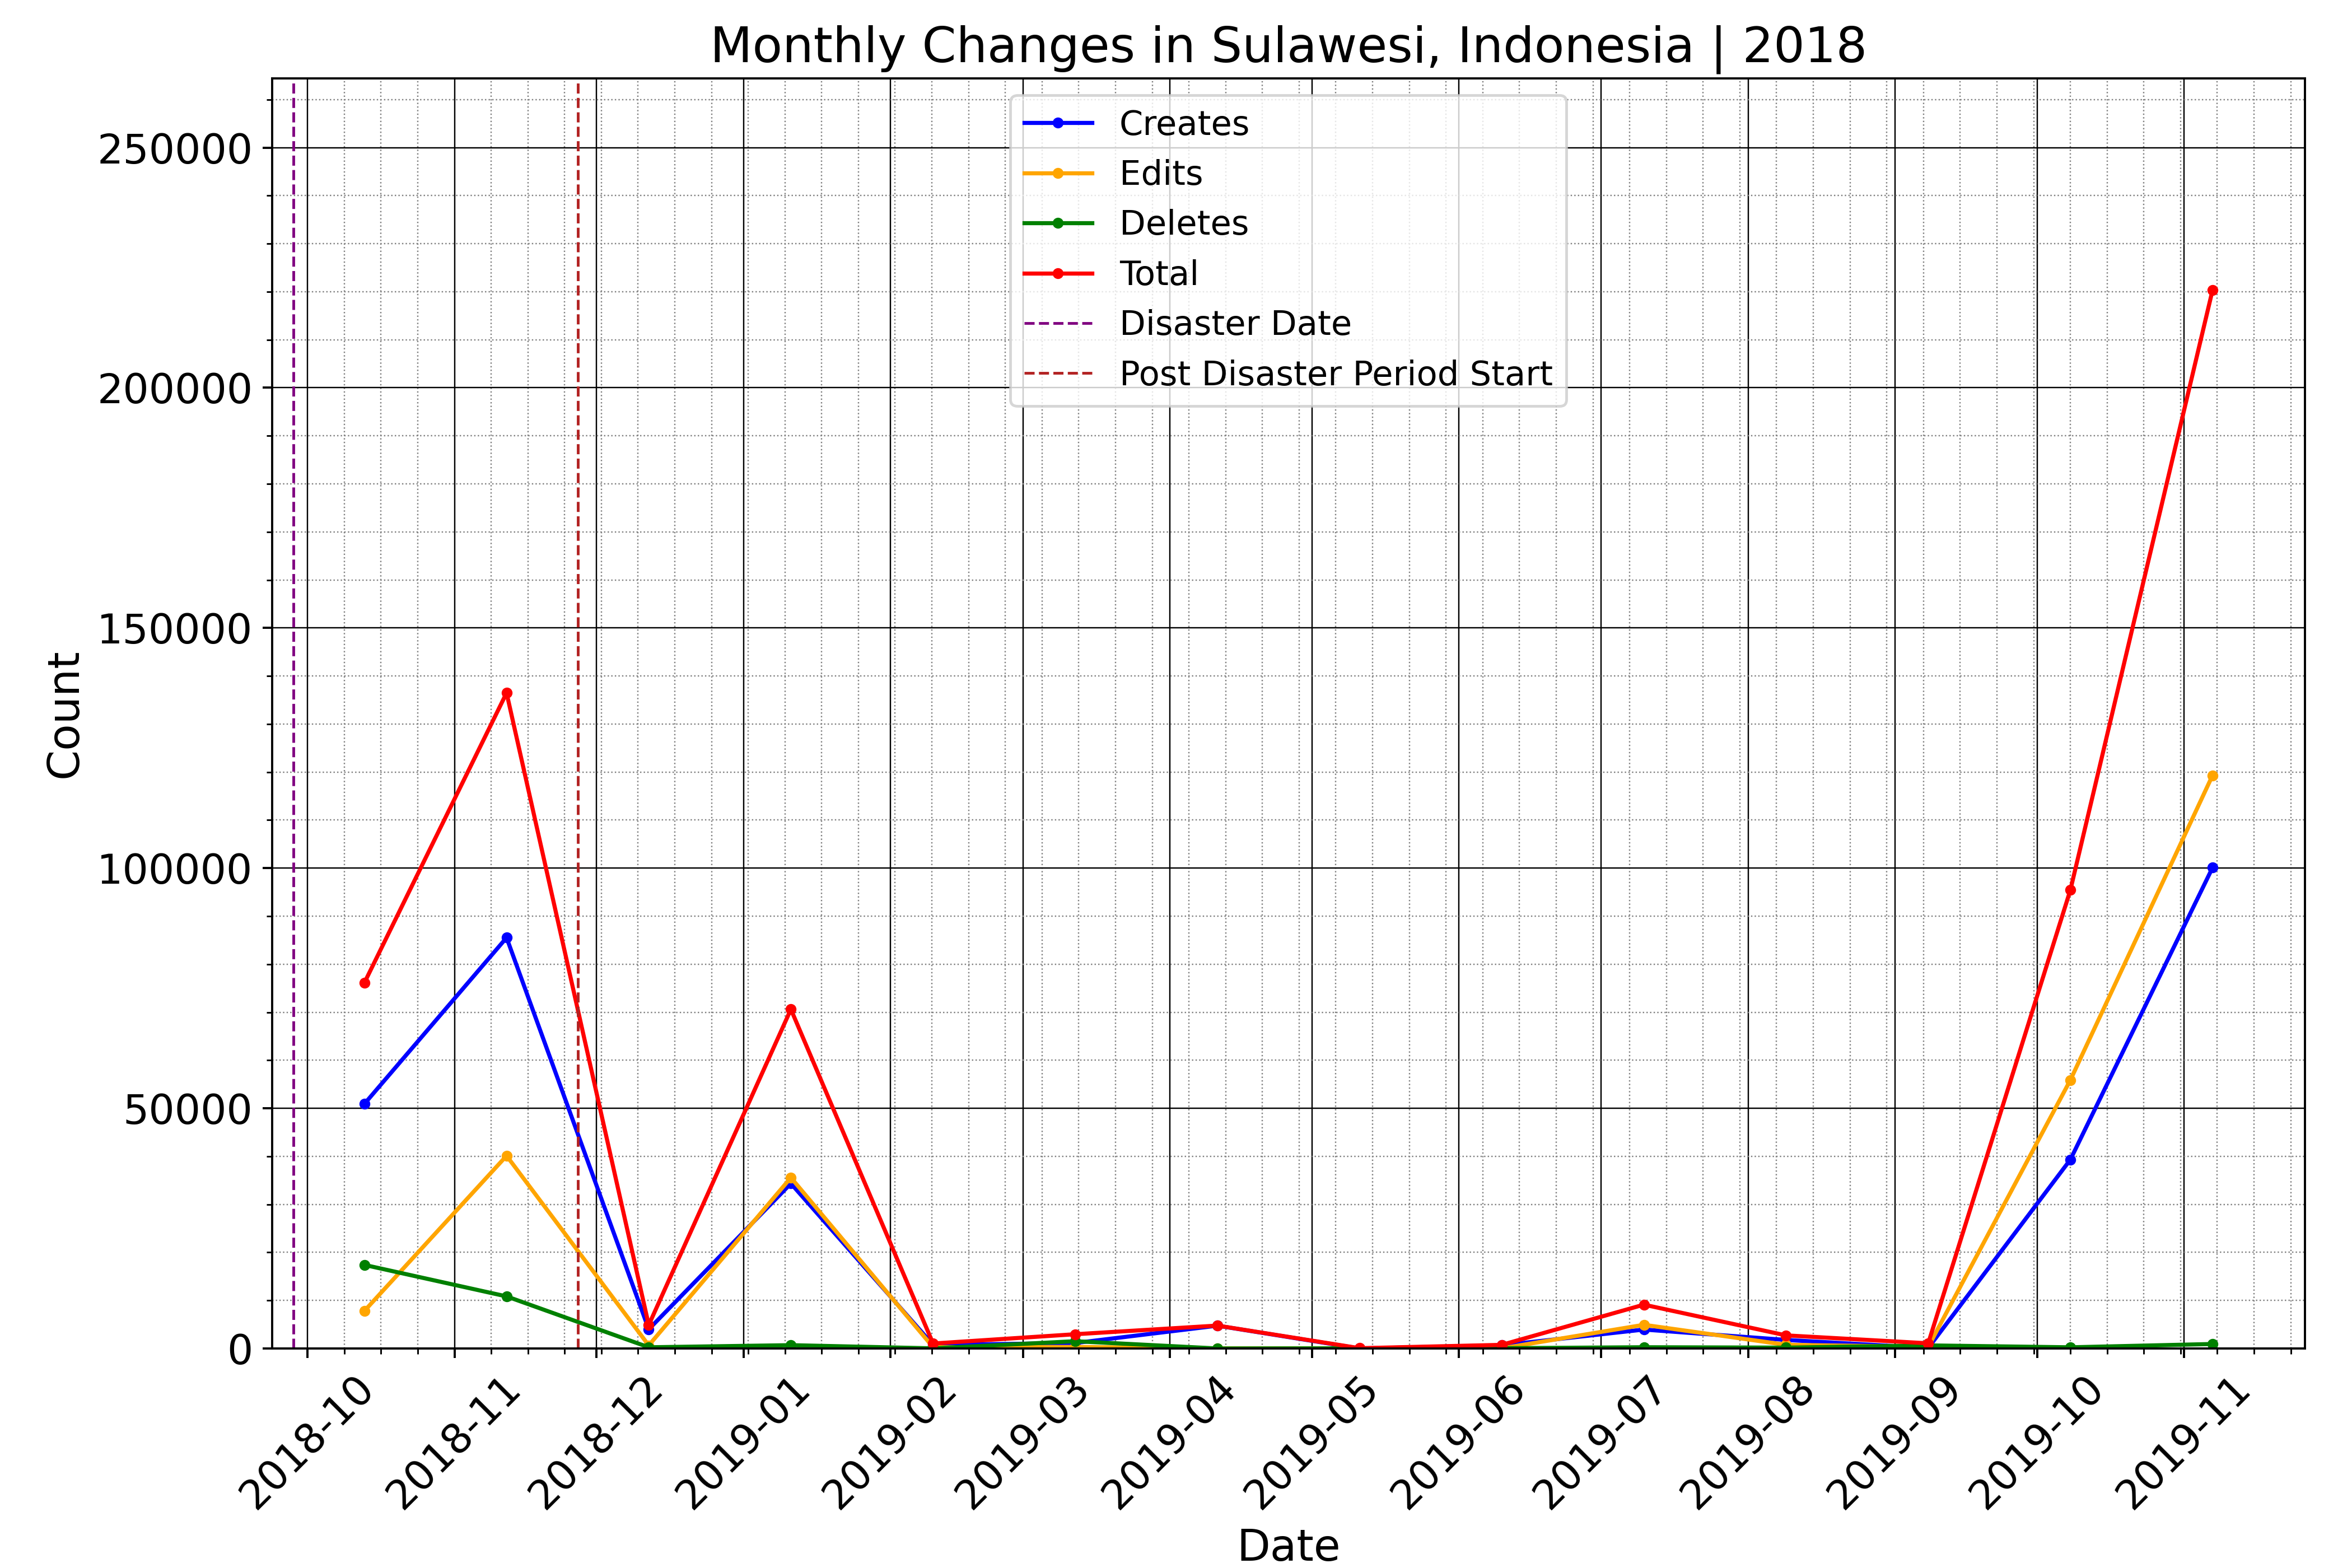 Monthly Changes in Sulawesi, Indonesia | 2018
Creates
Edits
Deletes
Total
Disaster Date
Post Disaster Period Start
Count
250000
200000
150000
100000
50000
0
2018-10
2018-11
2018-12
2019-01
2019-02
2019-03
2019-04
2019-05
2019-06
2019-07
2019-08
2019-09
2019-10
2019-11
Date